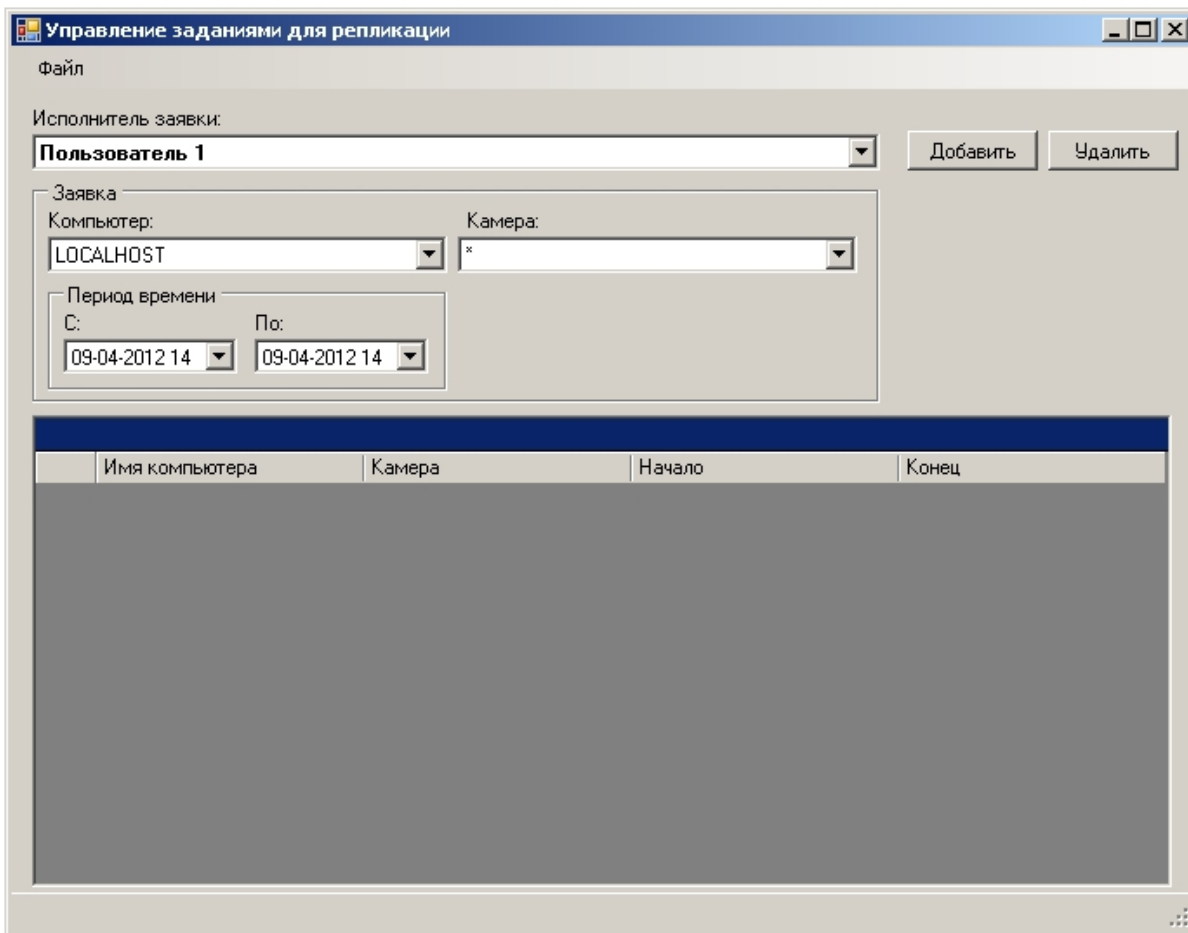 Управление заданиями для репликации
Файл
Исполнитель заявки:
Пользователь 1
Добавить
Удалить
Заявка
Компьютер:
Камера:
LOCALHOST
*
Период времени
С:
По:
09-04-2012 14
09-04-2012 14
Имя компьютера
Камера
Начало
Конец